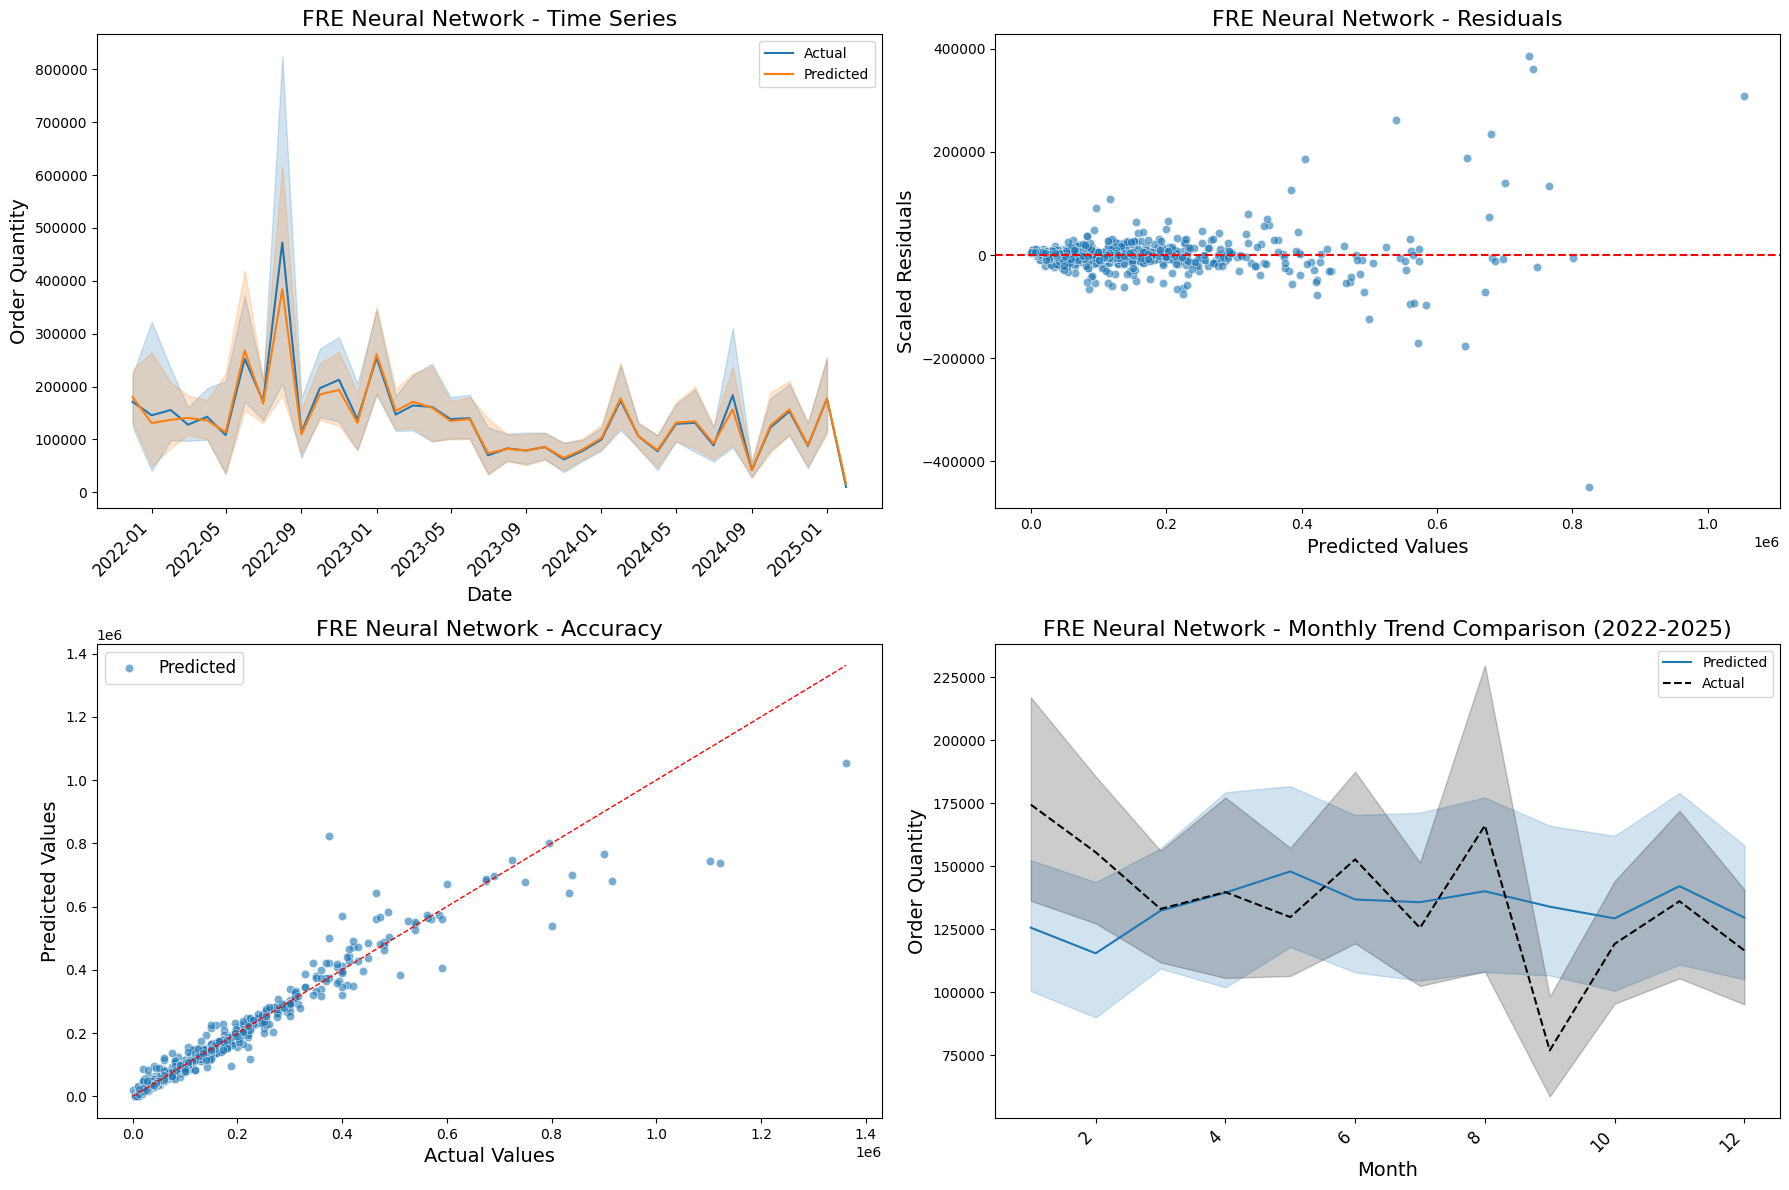 FRE Neural Network - Time Series
Actual
Predicted
800000
700000
600000
500000
400000
300000
200000
100000
0
Order Quantity
2022-01
2022-05
2022-09
2023-01
2023-05
2023-09
2024-01
2024-05
2024-09
2025-01
Date
FRE Neural Network - Residuals
400000
200000
0
−200000
−400000
Scaled Residuals
0.0
0.2
0.4
0.6
0.8
1.0
1e6
Predicted Values
FRE Neural Network - Accuracy
1e6
Predicted
1.4
1.2
1.0
0.8
0.6
0.4
0.2
0.0
Predicted Values
0.0
0.2
0.4
0.6
0.8
1.0
1.2
1.4
1e6
Actual Values
FRE Neural Network - Monthly Trend Comparison (2022-2025)
Predicted
Actual
225000
200000
175000
150000
125000
100000
75000
Order Quantity
2
4
6
8
10
12
Month